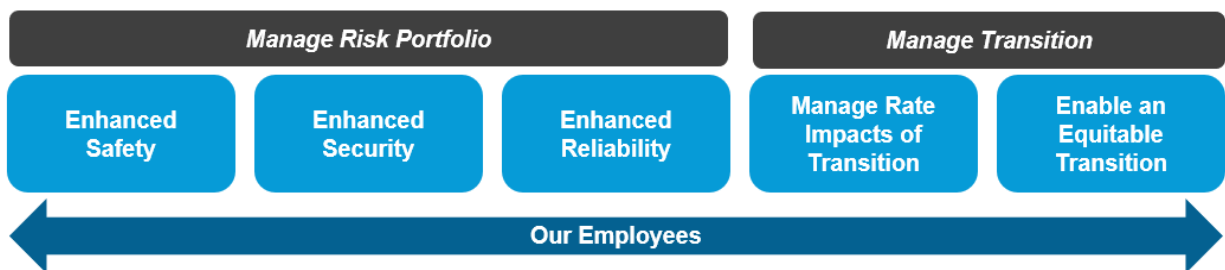 Manage Risk Portfolio
Manage Transition
Enhanced
Safety
Enhanced
Security
Enhanced
Reliability
Manage Rate
Impacts of
Transition
Enable an
Equitable
Transition
Our Employees